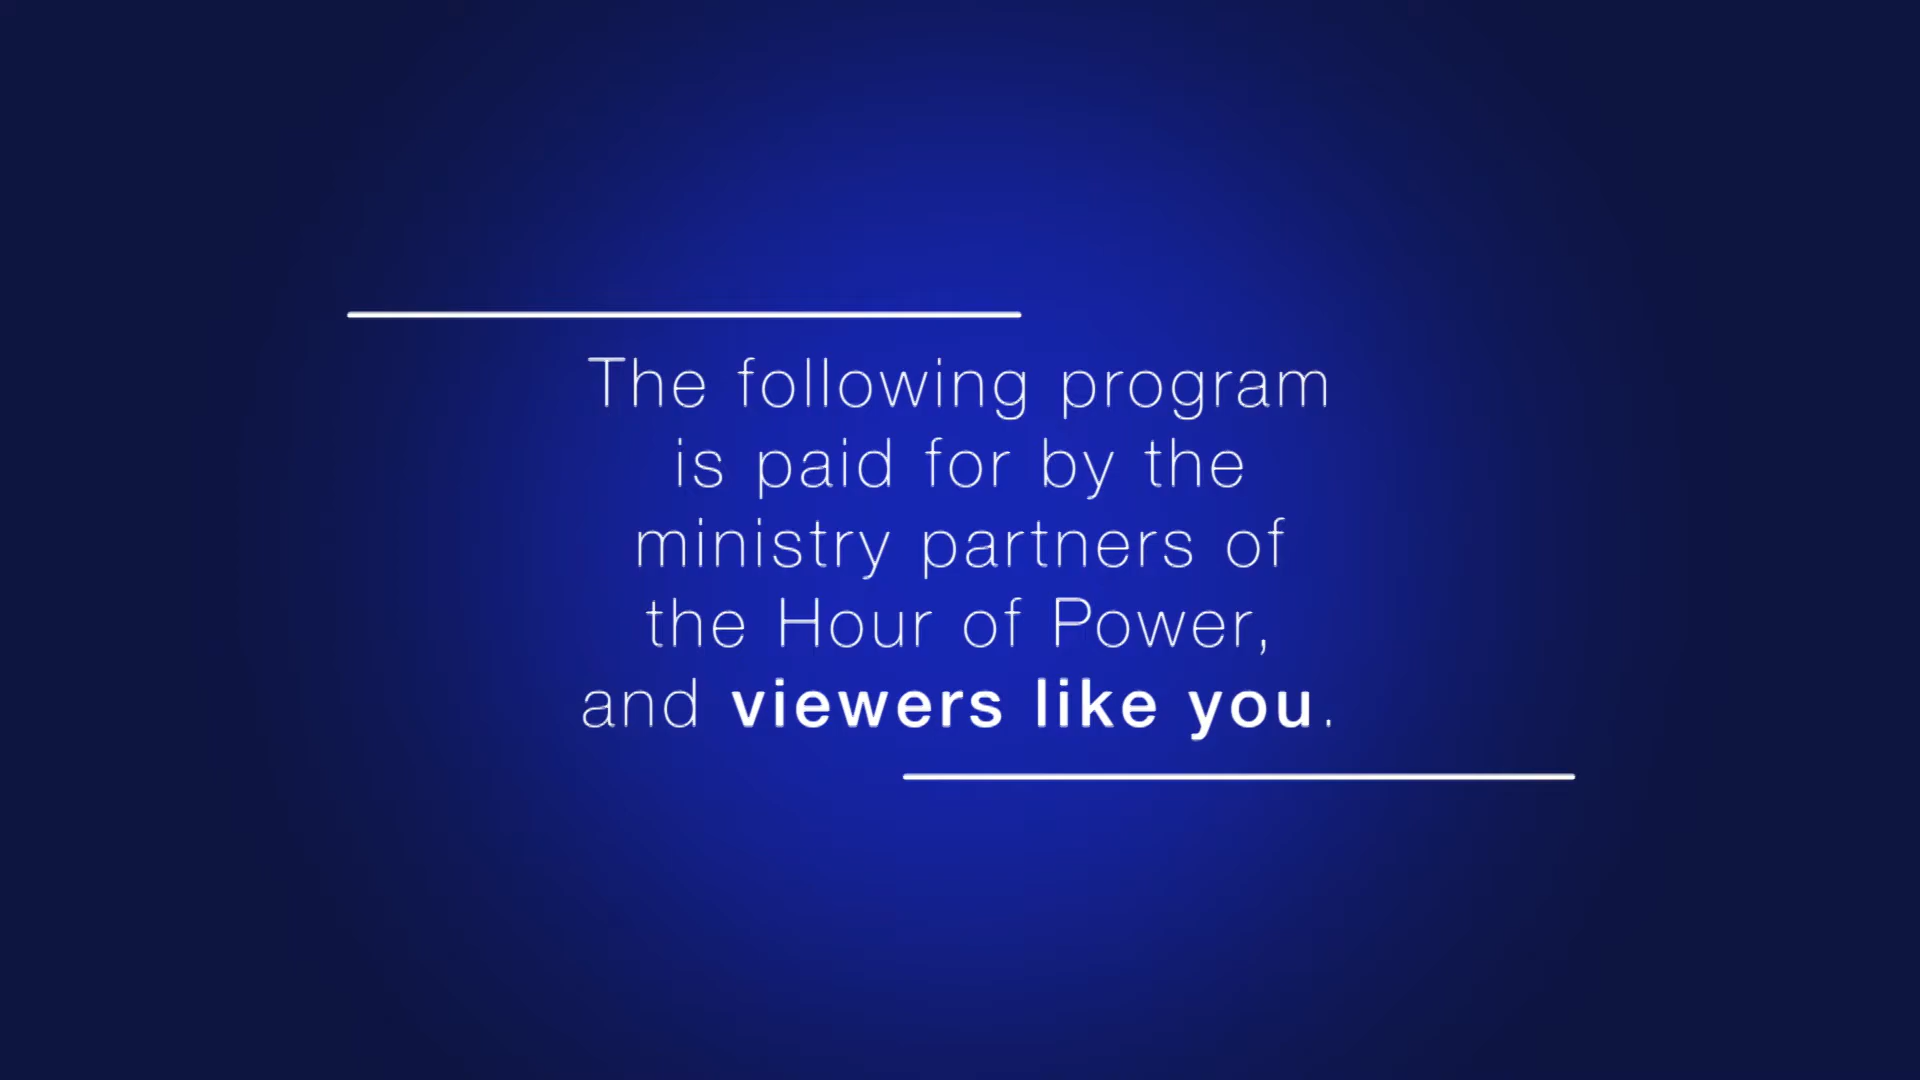 The following program
is paid for by the
ministry partners of
the Hour of Power,
and viewers like you.